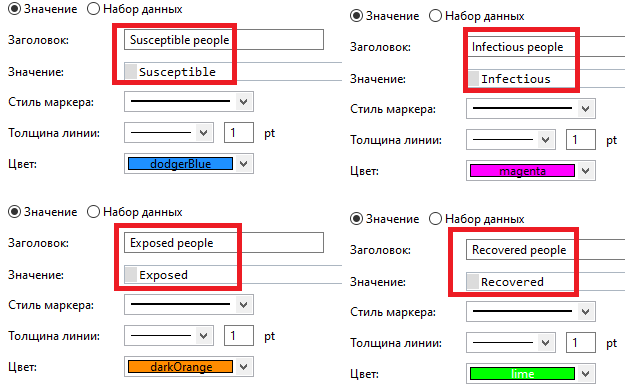 Значение Набор данных
Заголовок: Susceptible people
Значение: Susceptible
Стиль маркера:
Толщина линии: 1 pt
Цвет: dodgerBlue
Значение Набор данных
Заголовок: Infectious people
Значение: Infectious
Стиль маркера:
Толщина линии: 1 pt
Цвет: magenta
Значение Набор данных
Заголовок: Exposed people
Значение: Exposed
Стиль маркера:
Толщина линии: 1 pt
Цвет: darkOrange
Значение Набор данных
Заголовок: Recovered people
Значение: Recovered
Стиль маркера:
Толщина линии: 1 pt
Цвет: lime